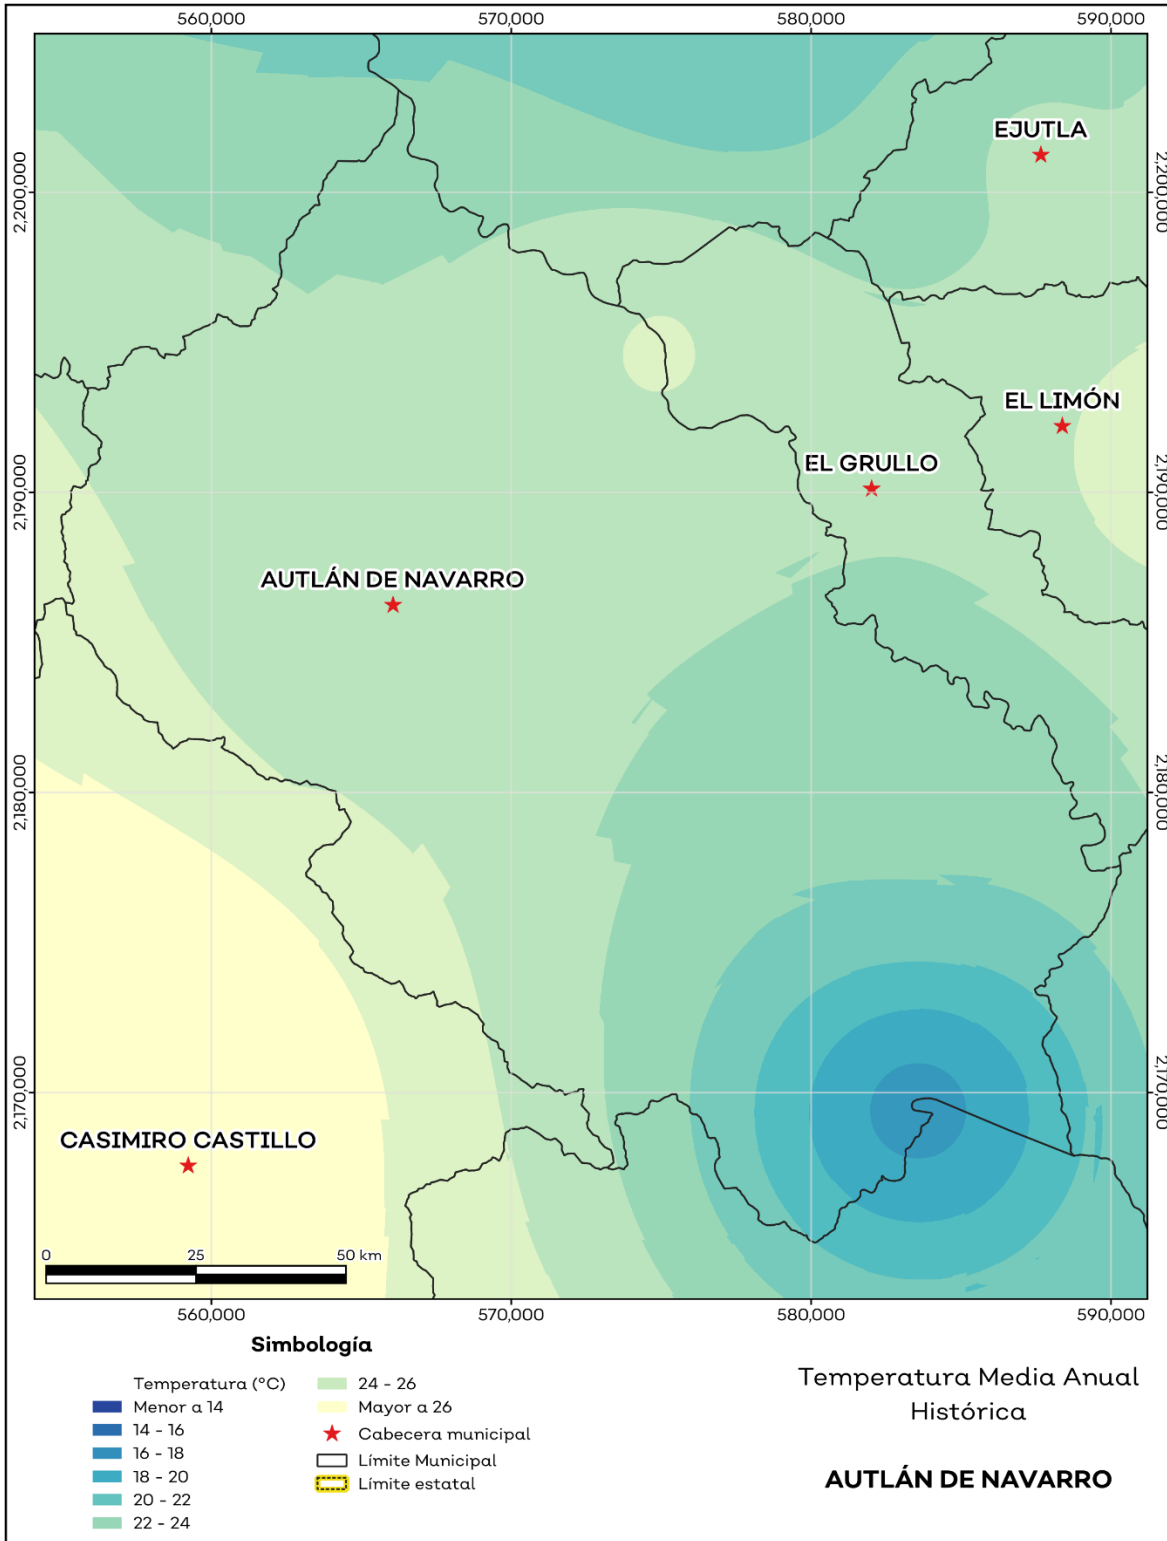 560,000 570,000 580,000 590,000
2,200,000 2,200,000
EJUTLA
EL LIMÓN
EL GRULLO
2,190,000 2,190,000
AUTLÁN DE NAVARRO
2,180,000 2,180,000
2,170,000 2,170,000
CASIMIRO CASTILLO
0 25 50 km
560,000 570,000 580,000 590,000
Simbología
Temperatura (°C)
Menor a 14
14 - 16
16 - 18
18 - 20
20 - 22
22 - 24
24 - 26
Mayor a 26
Cabecera municipal
Límite Municipal
Límite estatal
Temperatura Media Anual
Histórica
AUTLÁN DE NAVARRO